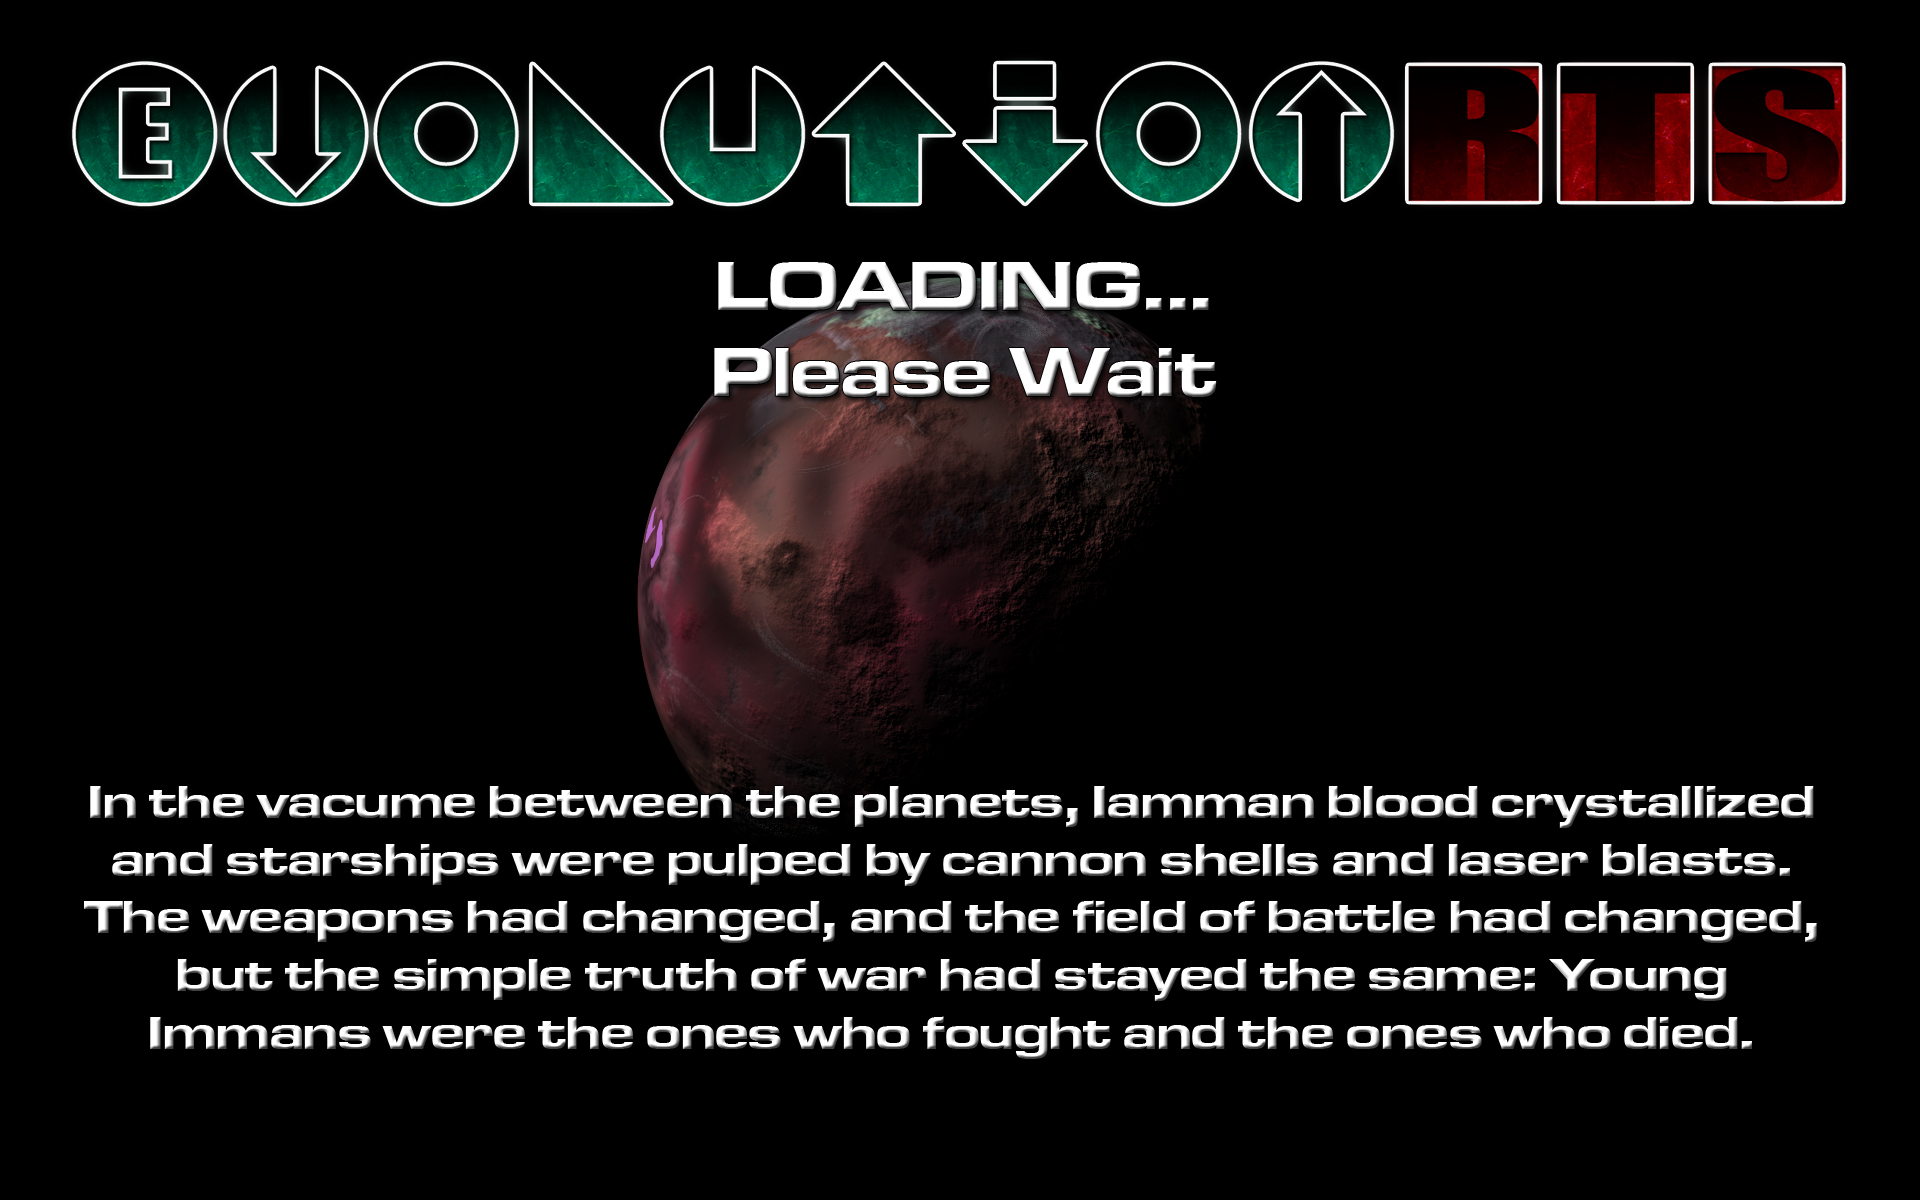 EVOLUTiON RTS
LOADING...
Please Wait
In the vacume between the planets, Iamman blood crystallized
and starships were pulped by cannon shells and laser blasts.
The weapons had changed, and the field of battle had changed,
but the simple truth of war had stayed the same: Young
Immans were the ones who fought and the ones who died.